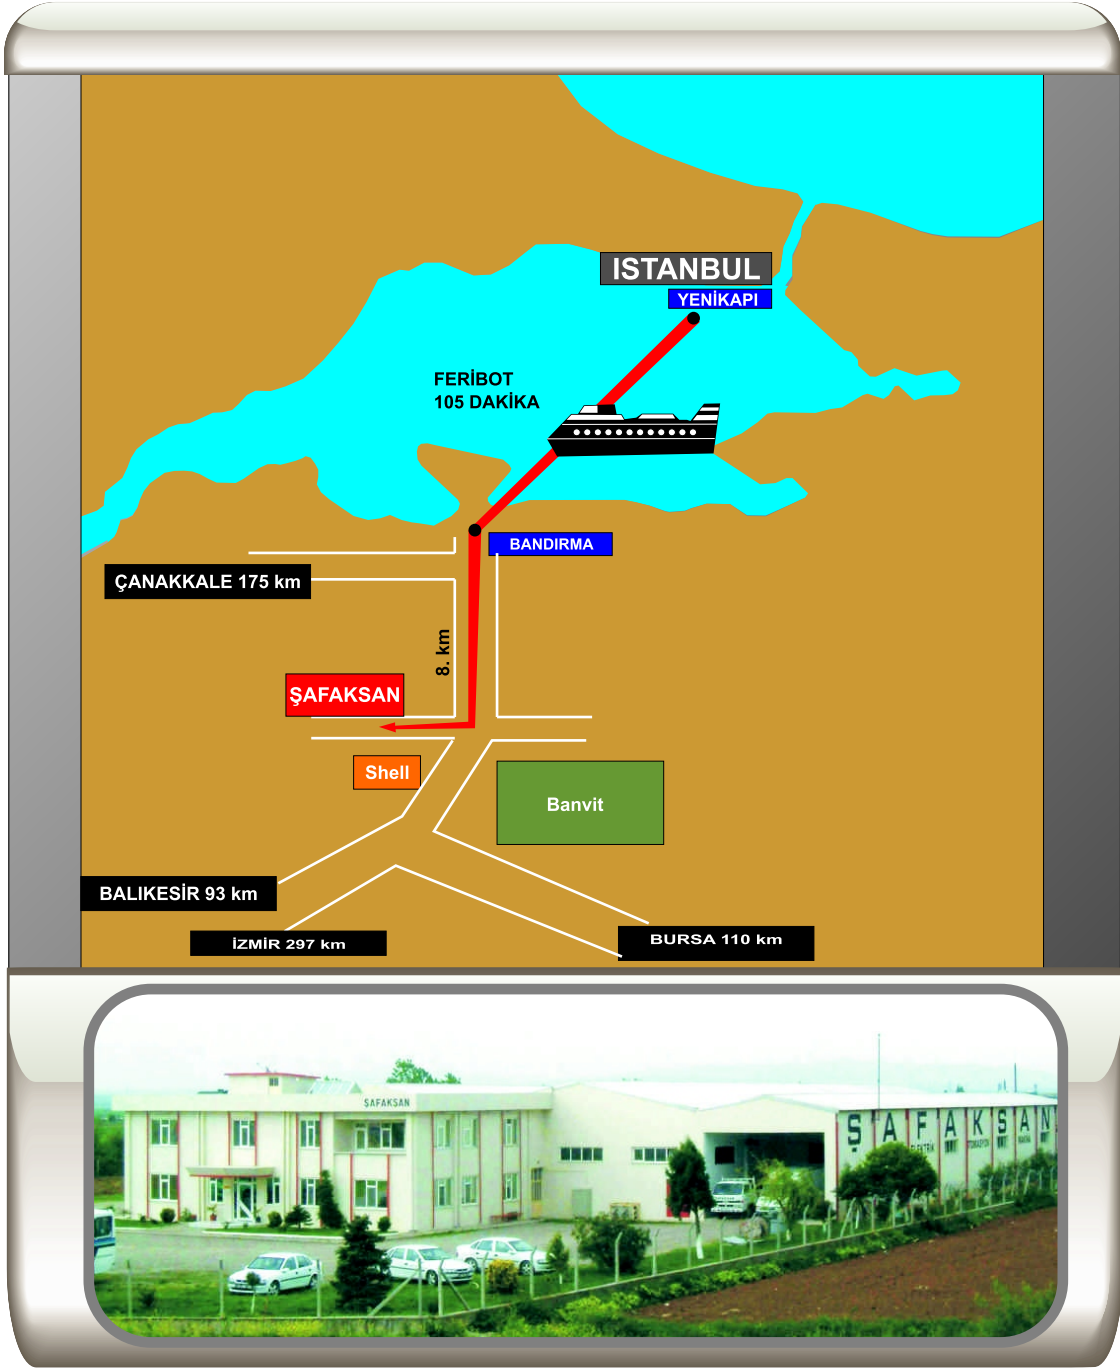 ISTANBUL
YENİKAPI
FERİBOT
105 DAKİKA
BANDIRMA
ÇANAKKALE 175 km
8. km
ŞAFAKSAN
Shell
Banvit
BALIKESİR 93 km
İZMİR 297 km
BURSA 110 km
ŞAFAKSAN
ŞAFAKSAN
ELEKTRİK